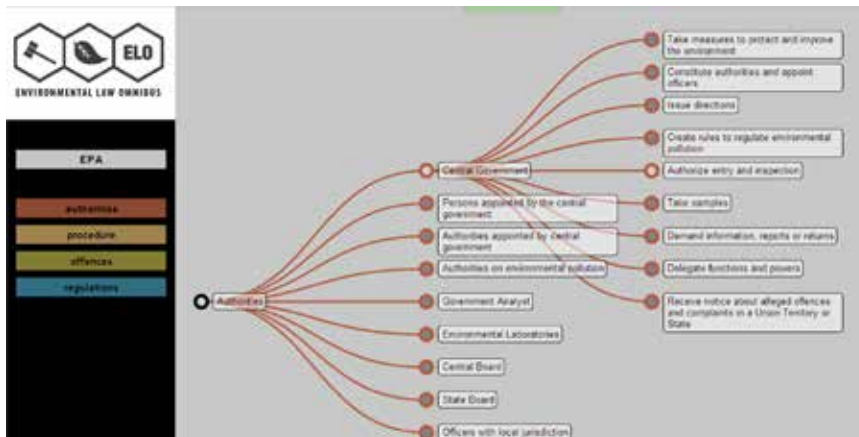 ELO
ENVIRONMENTAL LAW OMNIBUS
EPA
authorities
procedure
offences
regulations
Authorities
Central Government
Persons appointed by the central
government
Authorities appointed by central
government
Authorities on environmental pollution
Government Analyst
Environmental Laboratories
Central Board
State Board
Officers with local jurisdiction
Take measures to protect and improve
the environment
Constitute authorities and appoint
officers
Issue directions
Create rules to regulate environmental
pollution
Authorize entry and inspection
Take samples
Demand information, reports or returns
Delegate functions and powers
Receive notice about alleged offences
and complaints in a Union Territory or
State